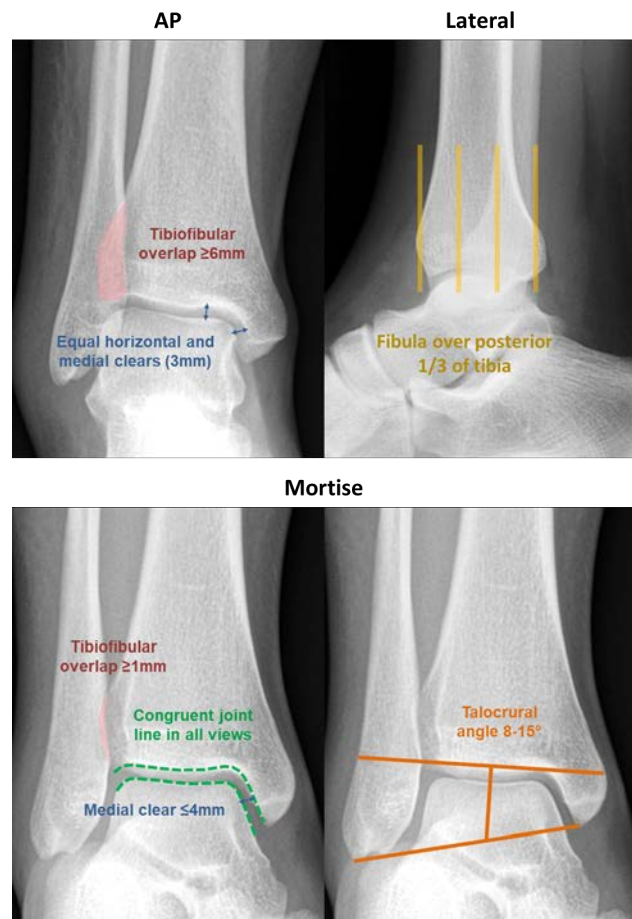 AP
Lateral
Tibiofibular
overlap ≥6mm
Equal horizontal and
medial clears (3mm)
Fibula over posterior
1/3 of tibia
Mortise
Tibiofibular
overlap ≥1mm
Congruent joint
line in all views
Medial clear ≤4mm
Talocrural
angle 8-15°